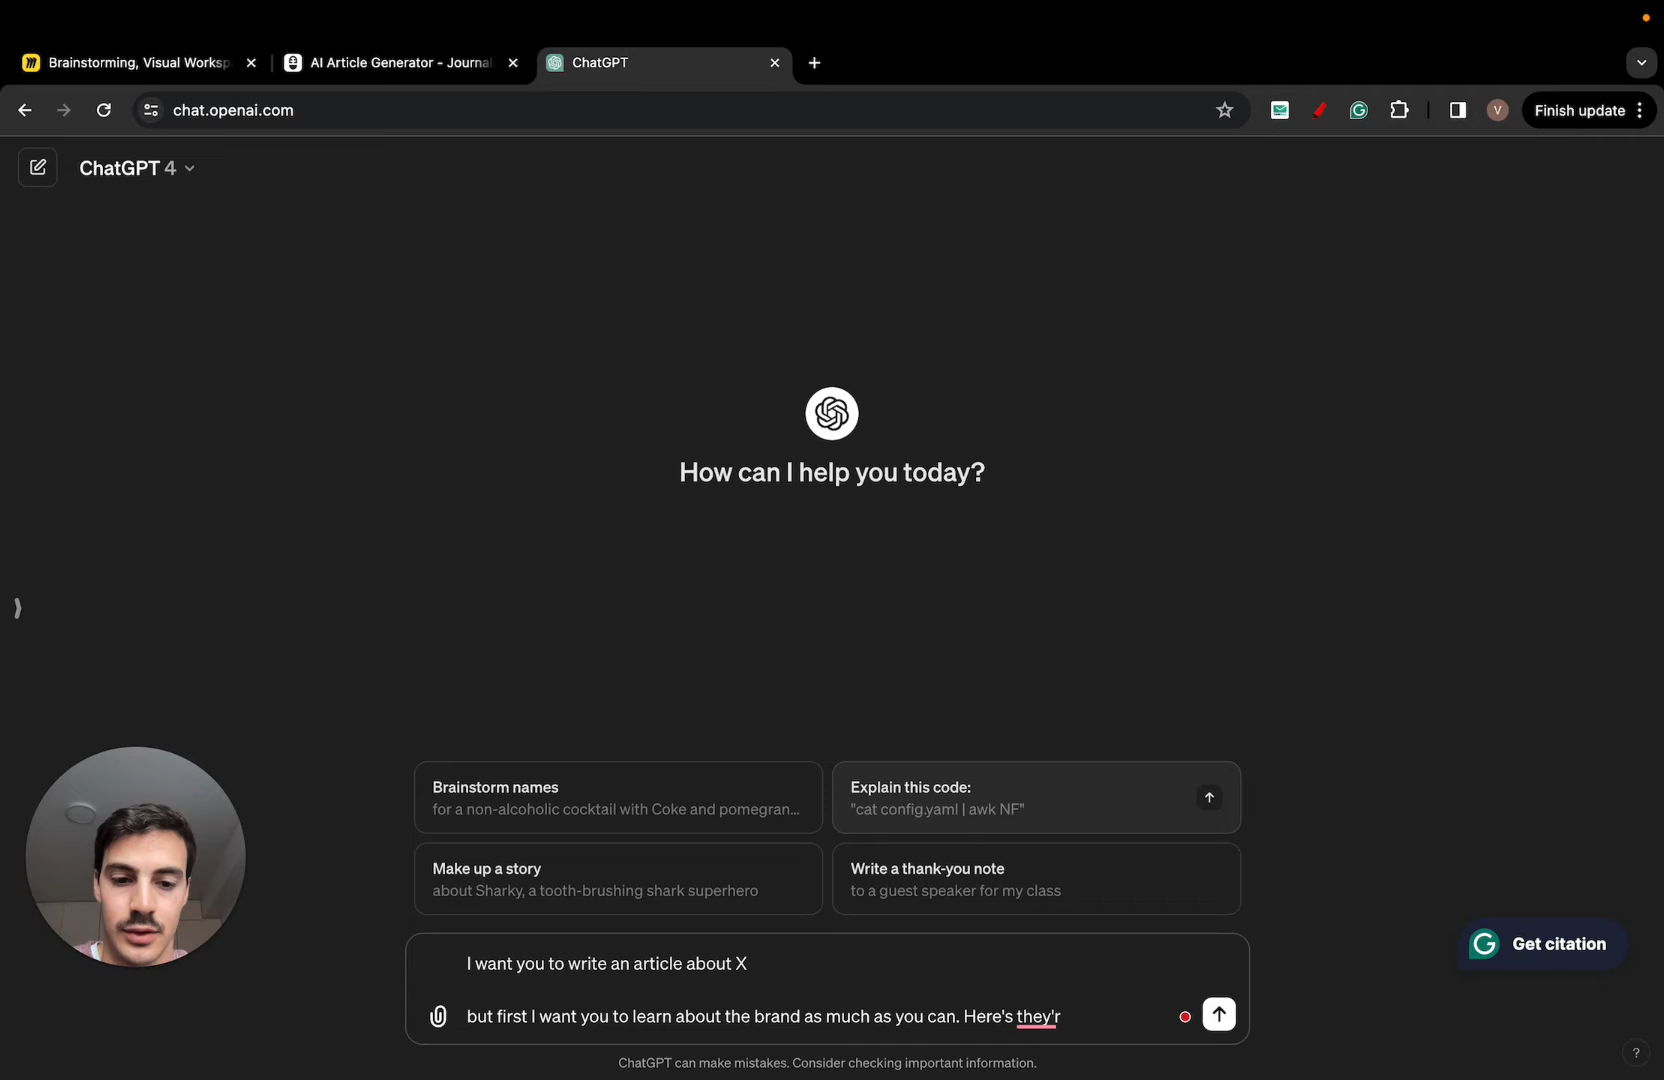 Brainstorming, Visual Worksp
AI Article Generator - Journal
ChatGPT
chat.openai.com
V
Finish update
ChatGPT 4
How can I help you today?
Brainstorm names
for a non-alcoholic cocktail with Coke and pomegran...
Explain this code:
"cat config.yaml | awk NF"
Make up a story
about Sharky, a tooth-brushing shark superhero
Write a thank-you note
to a guest speaker for my class
Get citation
I want you to write an article about X
but first I want you to learn about the brand as much as you can. Here's they'r
ChatGPT can make mistakes. Consider checking important information.
?